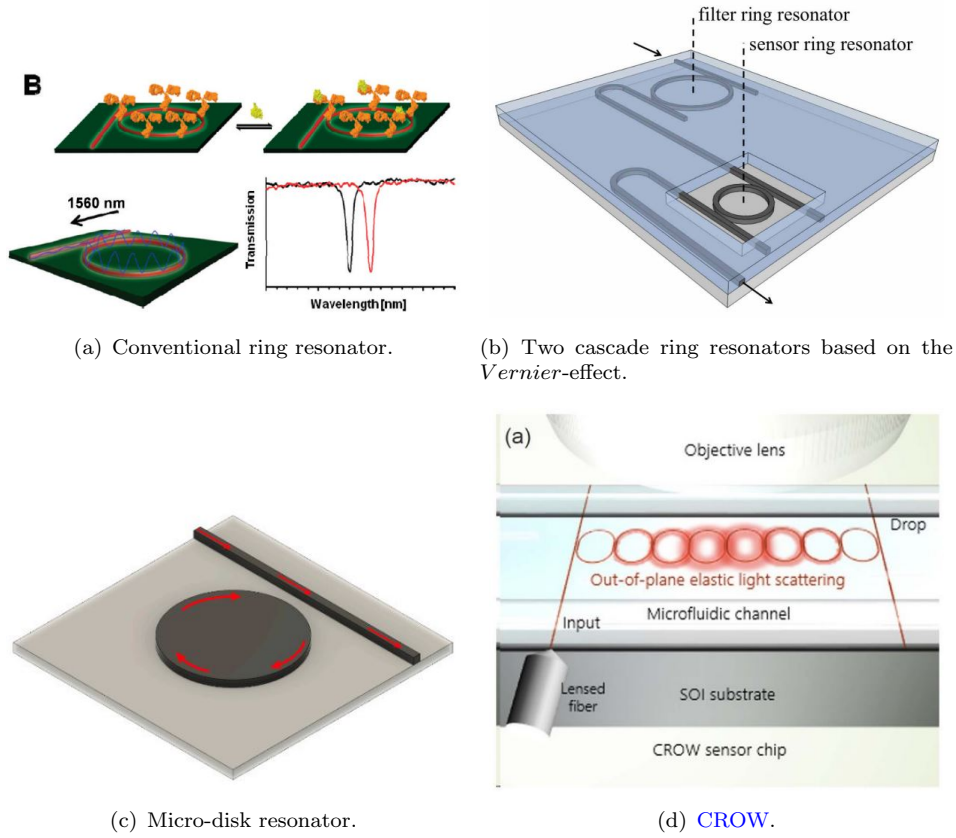 B
1560 nm
Transmission
Wavelength[nm]
(a) Conventional ring resonator.
filter ring resonator
sensor ring resonator
(b) Two cascade ring resonators based on the
Vernier-effect.
(c) Micro-disk resonator.
(a)
Objective lens
Drop
Out-of-plane elastic light scattering
Microfluidic channel
Input
Lensed
fiber
SOI substrate
CROW sensor chip
(d) CROW.